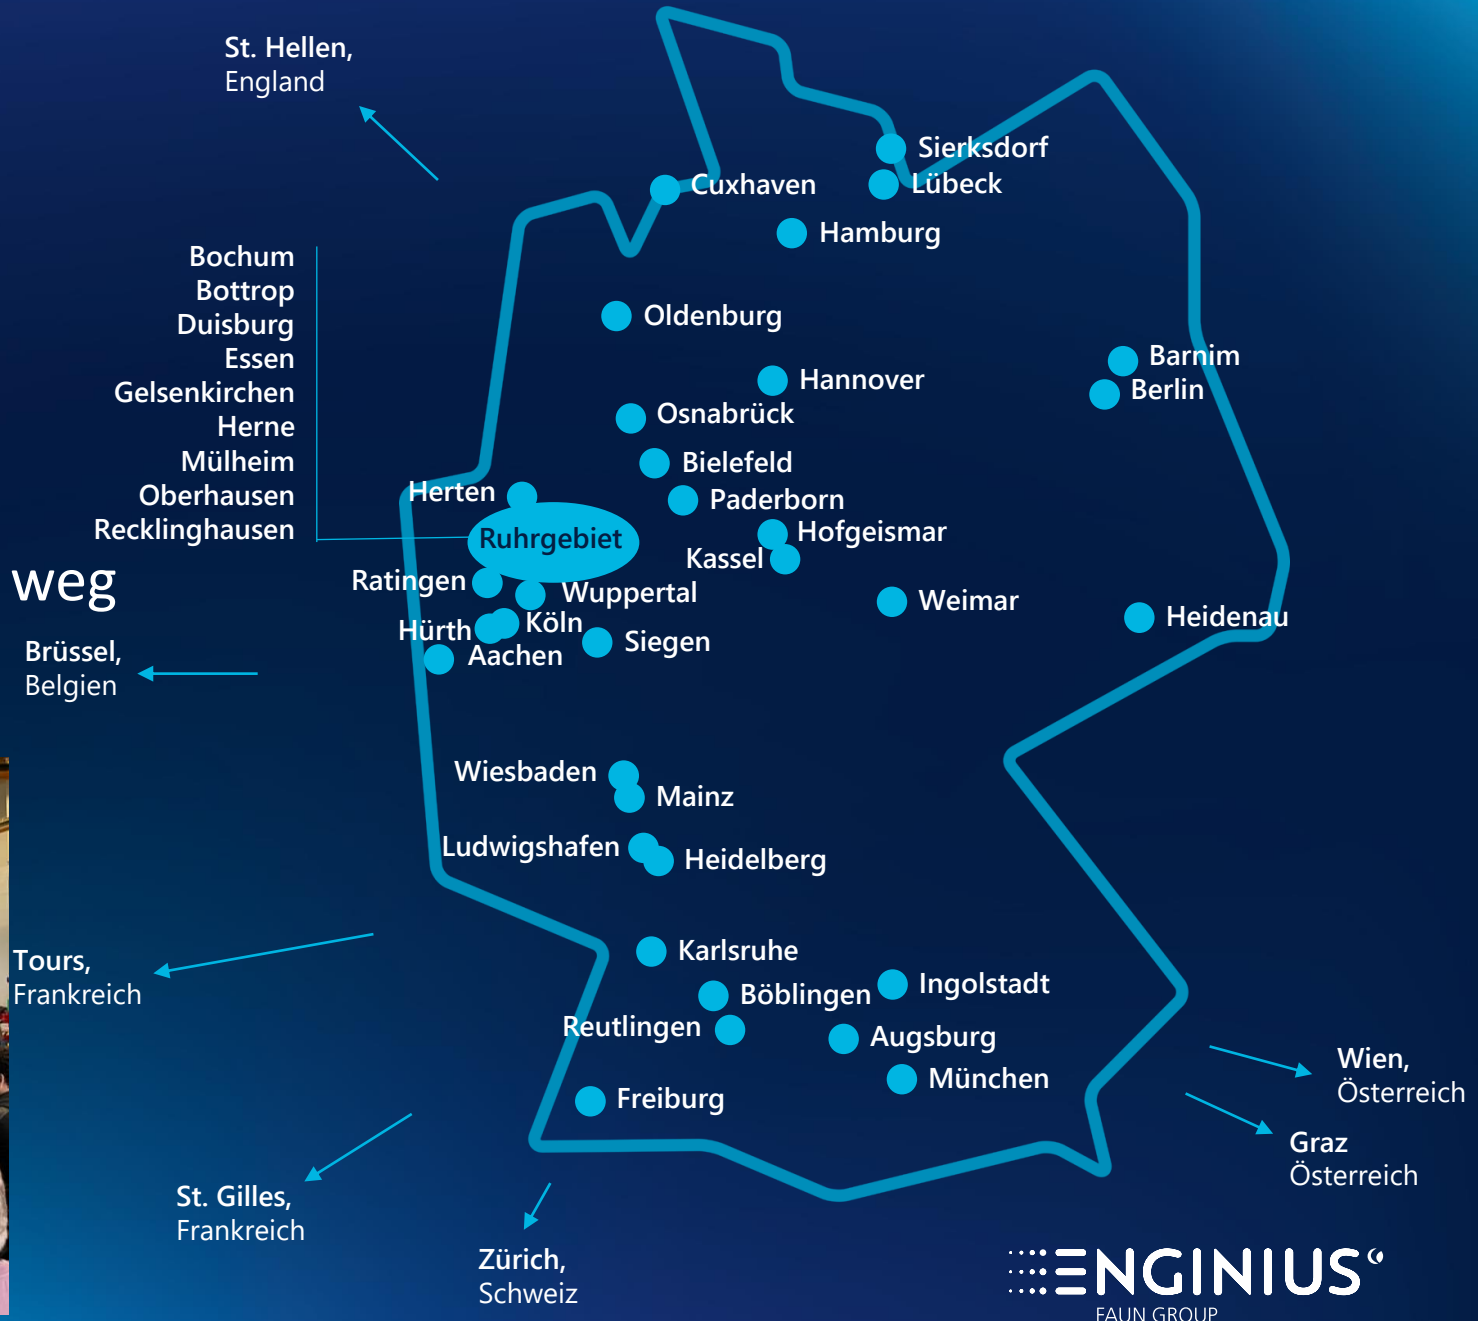 St. Hellen,
England
Sierksdorf
Cuxhaven
Lübeck
Hamburg
Bochum
Bottrop
Duisburg
Essen
Gelsenkirchen
Herne
Mülheim
Oberhausen
Recklinghausen
Oldenburg
Barnim
Hannover
Berlin
Osnabrück
Bielefeld
Herten
Paderborn
Ruhrgebiet
Hofgeismar
Kassel
weg
Ratingen
Wuppertal
Weimar
Heidenau
Hürth
Köln
Siegen
Aachen
Brüssel,
Belgien
Wiesbaden
Mainz
Ludwigshafen
Heidelberg
Karlsruhe
Tours,
Frankreich
Böblingen
Ingolstadt
Reutlingen
Augsburg
München
Freiburg
Wien,
Österreich
Graz
Österreich
St. Gilles,
Frankreich
Zürich,
Schweiz
ENGINIUS
FAUN GROUP